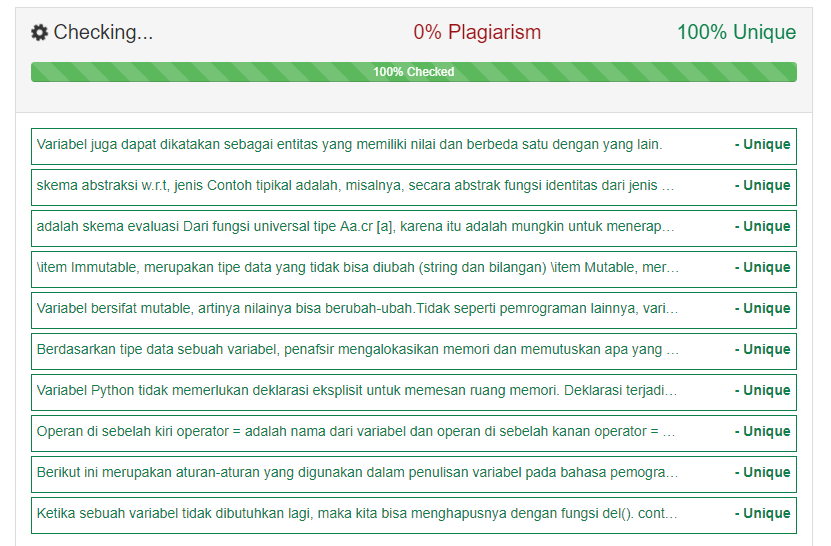 Checking... 0% Plagiarism 100% Unique
100% Checked
Variabel juga dapat dikatakan sebagai entitas yang memiliki nilai dan berbeda satu dengan yang lain. - Unique
skema abstraksi w.r.t, jenis Contoh tipikal adalah, misalnya, secara abstrak fungsi identitas dari jenis ... - Unique
adalah skema evaluasi Dari fungsi universal tipe Aa.cr [a], karena itu adalah mungkin untuk menerap... - Unique
\item Immutable, merupakan tipe data yang tidak bisa diubah (string dan bilangan) \item Mutable, mer... - Unique
Variabel bersifat mutable, artinya nilainya bisa berubah-ubah.Tidak seperti pemrograman lainnya, vari... - Unique
Berdasarkan tipe data sebuah variabel, penafsir mengalokasikan memori dan memutuskan apa yang ... - Unique
Variabel Python tidak memerlukan deklarasi eksplisit untuk memesan ruang memori. Deklarasi terjadi... - Unique
Operan di sebelah kiri operator = adalah nama dari variabel dan operan di sebelah kanan operator = ... - Unique
Berikut ini merupakan aturan-aturan yang digunakan dalam penulisan variabel pada bahasa pemogra... - Unique
Ketika sebuah variabel tidak dibutuhkan lagi, maka kita bisa menghapusnya dengan fungsi del(). cont... - Unique